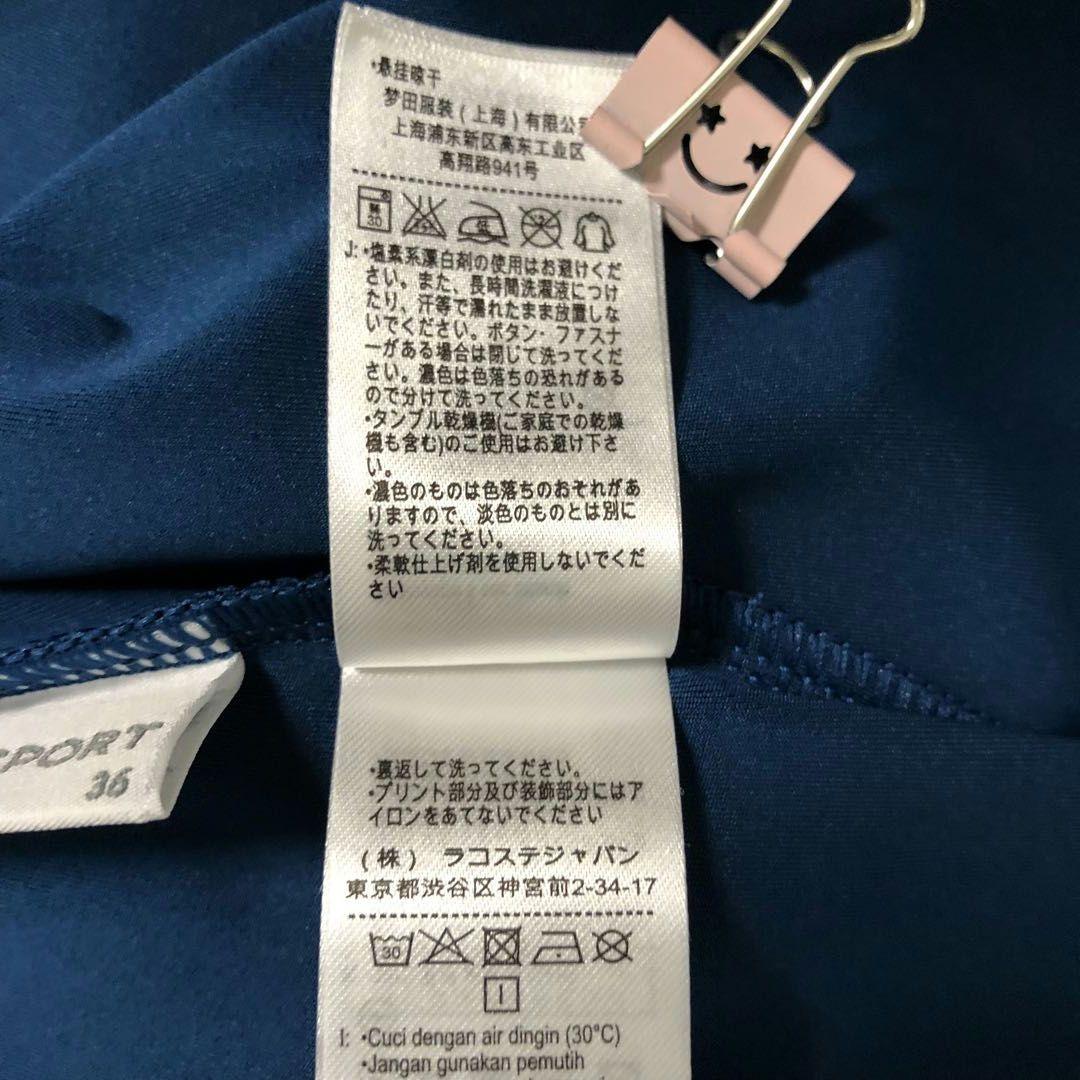 ・悬挂晾干
梦田服装(上海)有限公司
上海浦东新区高东工业区
高翔路941号
弱
30
低
J:・塩素系漂白剤の使用はお避けくだ
さい。また、長時間洗濯液につけ
たり、汗等で濡れたまま放置しな
いでください。ボタン・ファスナ
ーがある場合は閉じて洗ってくだ
さい。濃色は色落ちの恐れがある
ので分けて洗ってください。
・タンブル乾燥機(ご家庭での乾燥
機も含む)のご使用はお避け下さ
い。
・濃色のものは色落ちのおそれがあ
りますので、淡色のものとは別に
洗ってください。
・柔軟仕上げ剤を使用しないでくだ
さい
SPORT
36
・裏返して洗ってください。
・プリント部分及び装飾部分にはア
イロンをあてないでください
(株) ラコステジャパン
東京都渋谷区神宮前2-34-17
30
I
I: •Cuci dengan air dingin (30°C)
•Jangan gunakan pemutih